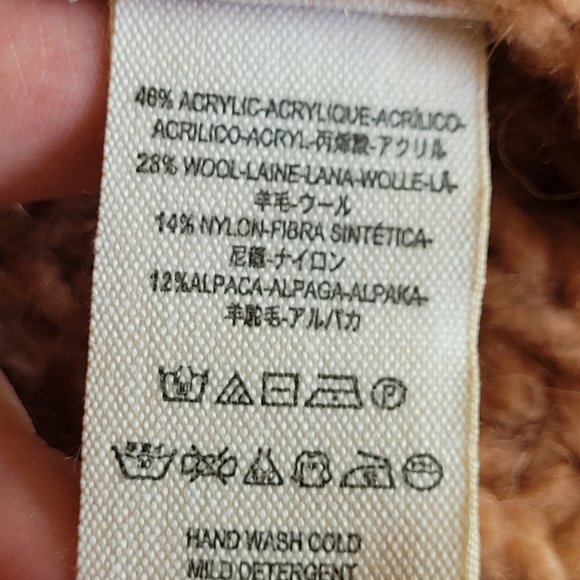 46% ACRYLIC-ACRYLIQUE-ACRÍLICO-
ACRILICO-ACRYL-丙烯酸-アクリル
28% WOOL-LAINE-LANA-WOLLE-LÃ-
羊毛-ウール
14% NYLON-FIBRA SINTÉTICA-
尼龍-ナイロン
12%ALPACA-ALPAGA-ALPAKA-
羊駝毛-アルパカ
P
30
HAND WASH COLD
MILD DETERGENT